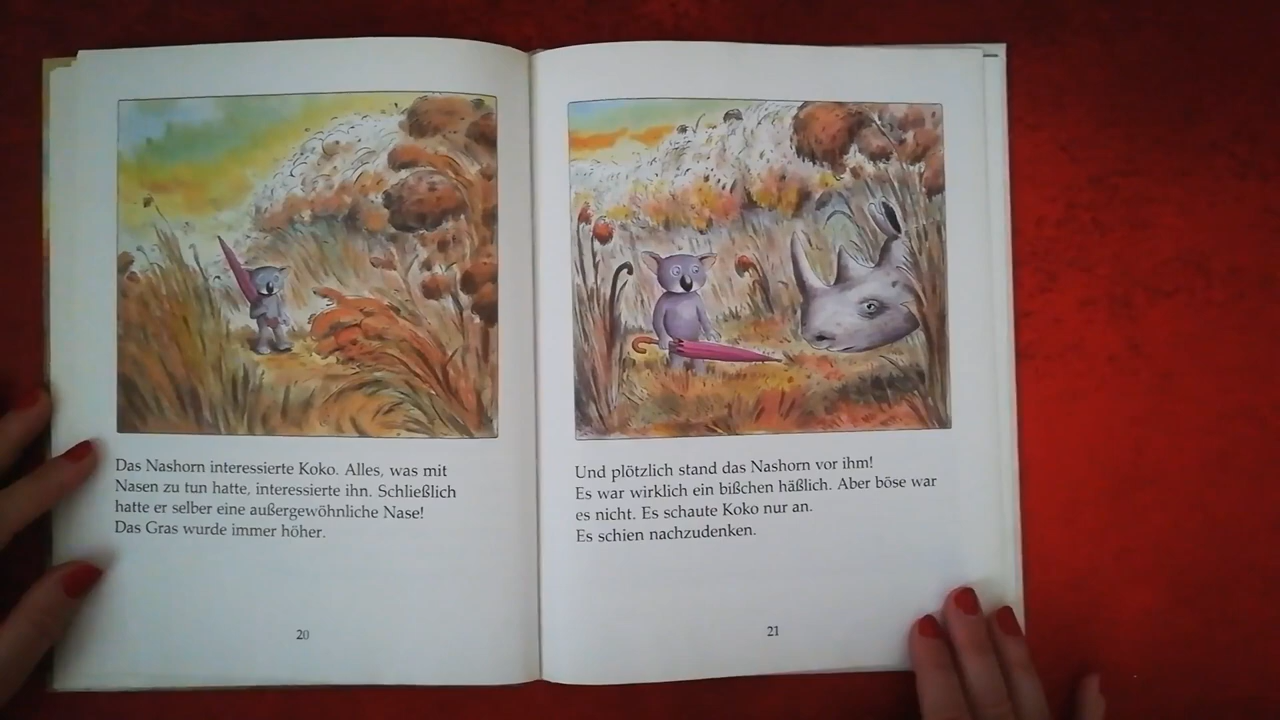 Das Nashorn interessierte Koko. Alles, was mit
Nasen zu tun hatte, interessierte ihn. Schließlich
hatte er selber eine außergewöhnliche Nase!
Das Gras wurde immer höher.
20
Und plötzlich stand das Nashorn vor ihm!
Es war wirklich ein bißchen häßlich. Aber böse war
es nicht. Es schaute Koko nur an.
Es schien nachzudenken.
21